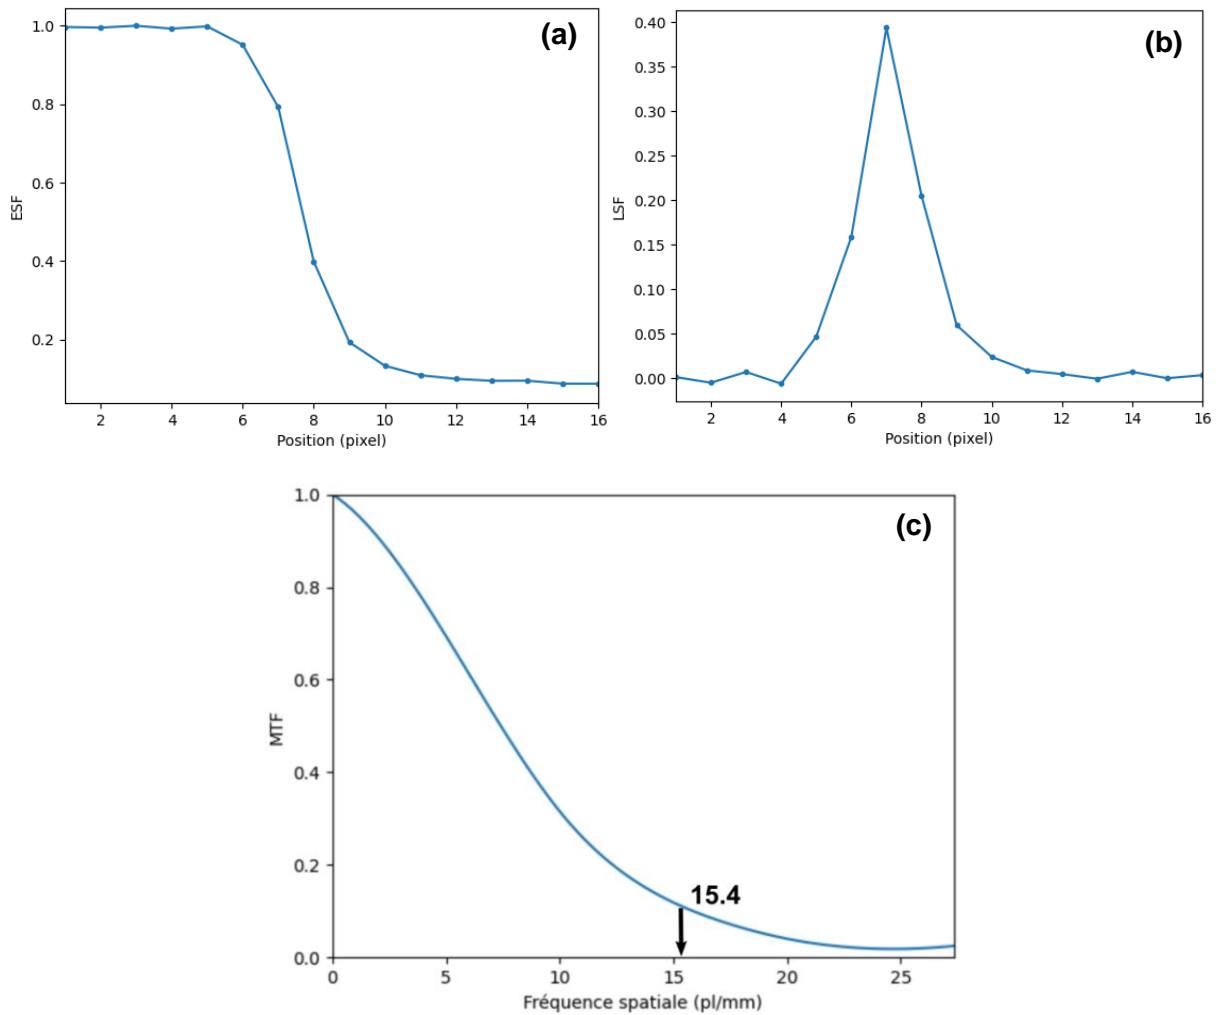 (a)
1.0
0.8
0.6
0.4
0.2
ESF
2 4 6 8 10 12 14 16
Position (pixel)
(b)
0.40
0.35
0.30
0.25
0.20
0.15
0.10
0.05
0.00
LSF
2 4 6 8 10 12 14 16
Position (pixel)
(c)
1.0
0.8
0.6
0.4
0.2
0.0
MTF
15.4
0 5 10 15 20 25
Fréquence spatiale (pl/mm)